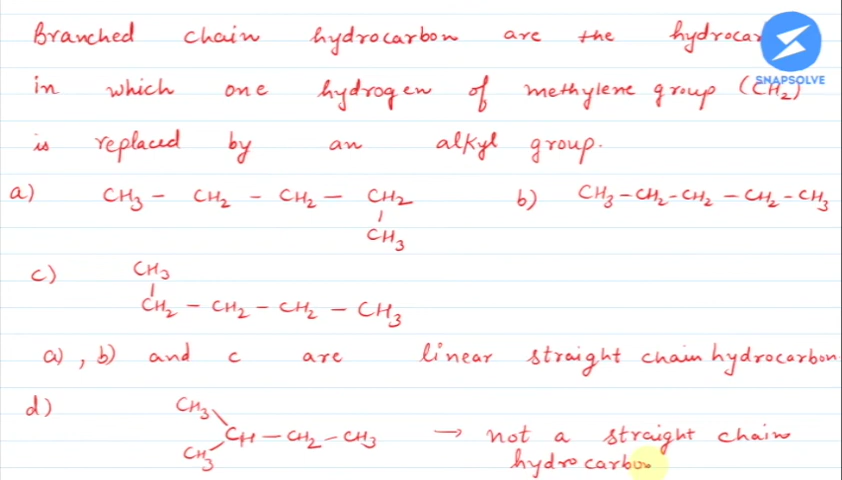 Branched chain hydrocarbon are the
SNAPSOLVE
in which one hydrogen of methylene group (CH2)
is replaced by an alkyl group.
a) CH3 - CH2 - CH2 - CH2 b) CH3-CH2-CH2-CH2-CH3
CH3
c) CH3
CH2 - CH2 - CH2 - CH3
a), b) and c are linear straight chain hydrocarbon
d) CH3
CH-CH2-CH3 → not a straight chain
CH3